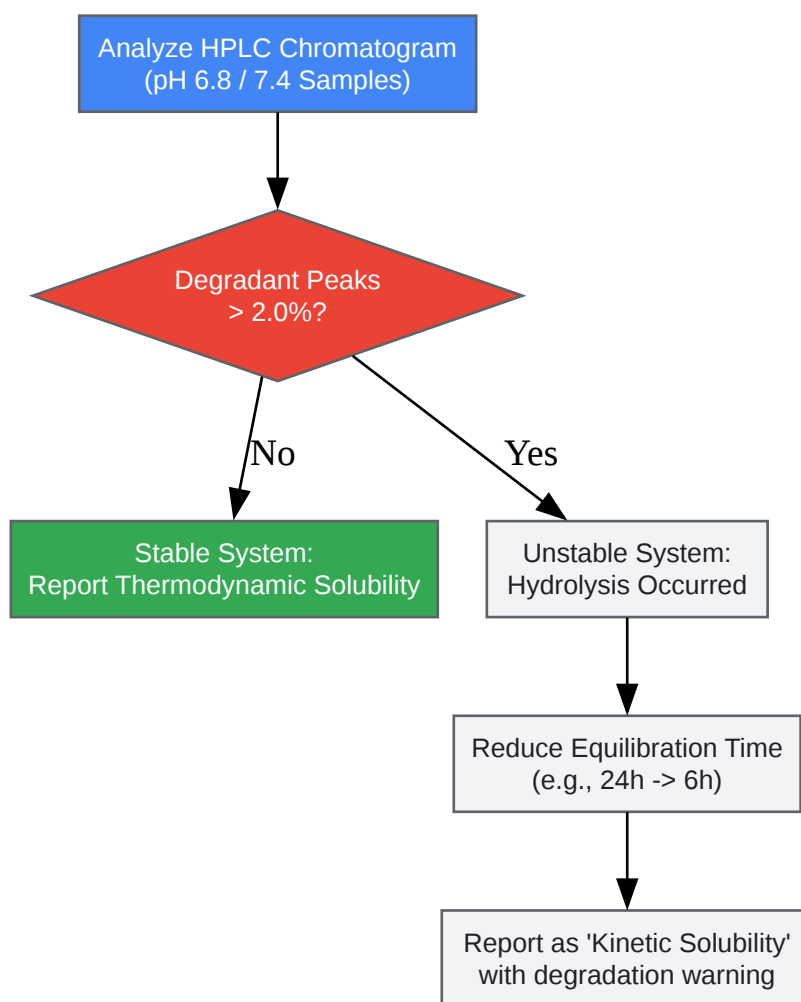 Analyze HPLC Chromatogram
(pH 6.8 / 7.4 Samples)
Degradant Peaks
> 2.0%?
No
Yes
Stable System:
Report Thermodynamic Solubility
Unstable System:
Hydrolysis Occurred
Reduce Equilibration Time
(e.g., 24h -> 6h)
Report as 'Kinetic Solubility'
with degradation warning